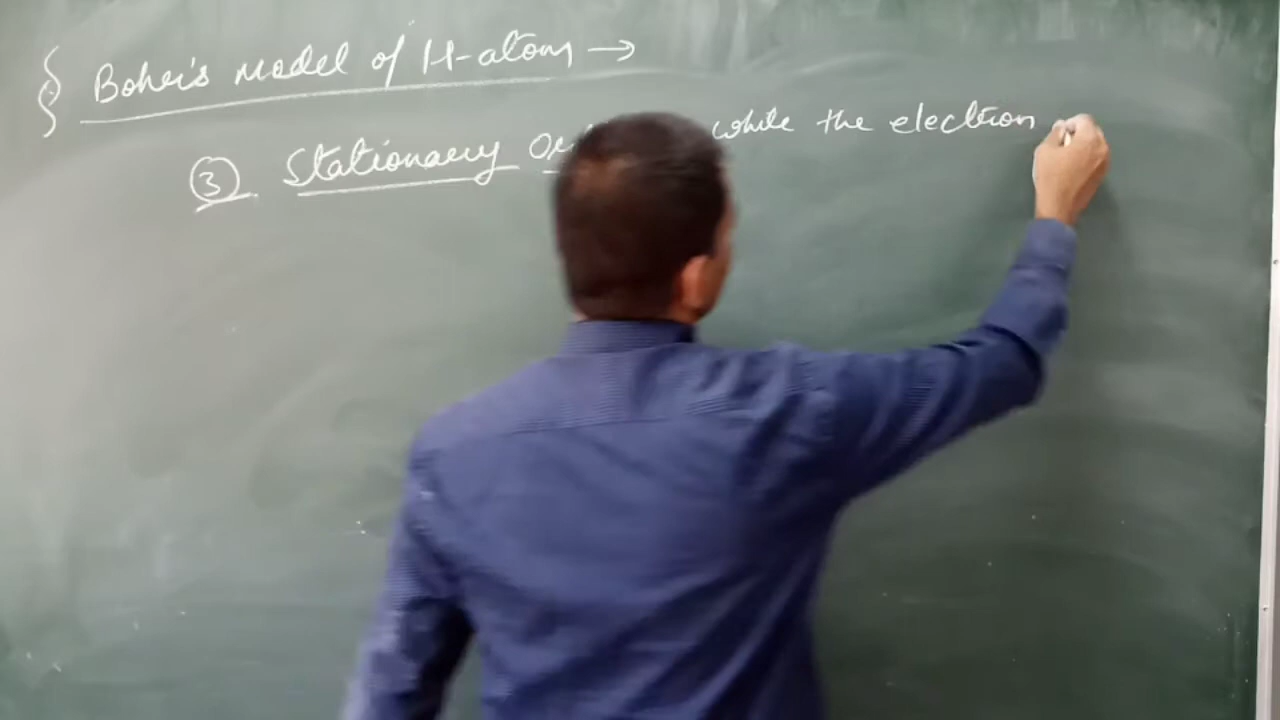 § Bohr's Model of H-atom →
③ Stationary while the electron